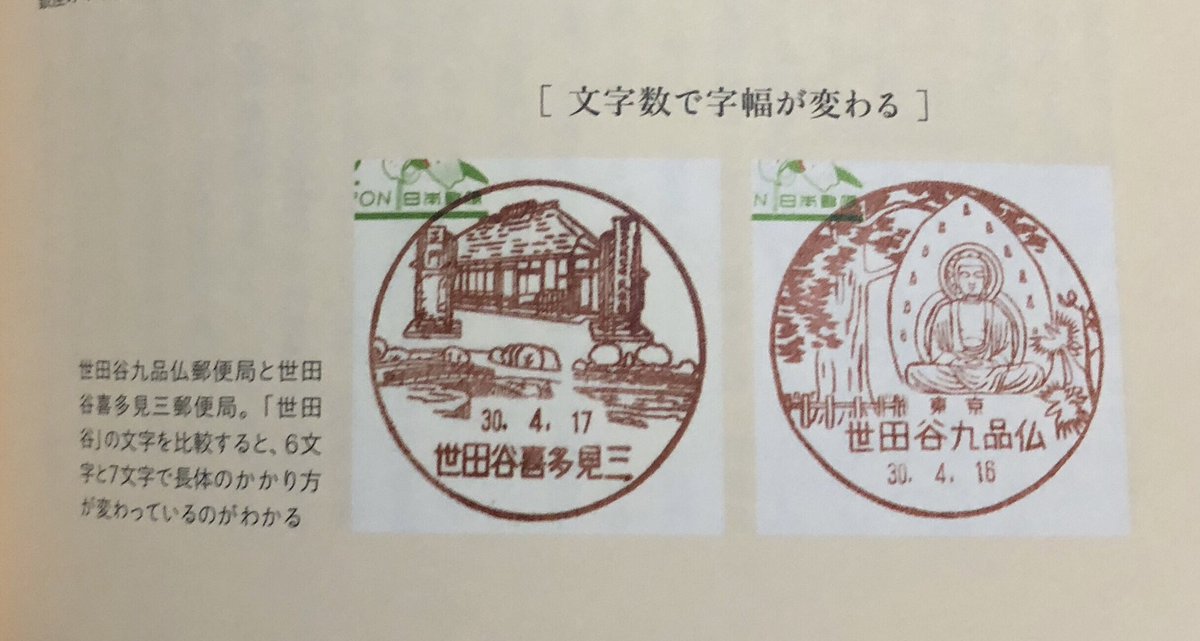 [ 文字数で字幅が変わる ]
世田谷九品仏郵便局と世田
谷喜多見三郵便局。「世田
谷」の文字を比較すると、6文
字と7文字で長体のかかり方
が変わっているのがわかる
PON 日本郵便
30. 4. 17
世田谷喜多見三
N 日本郵便
東京
世田谷九品仏
30. 4. 16